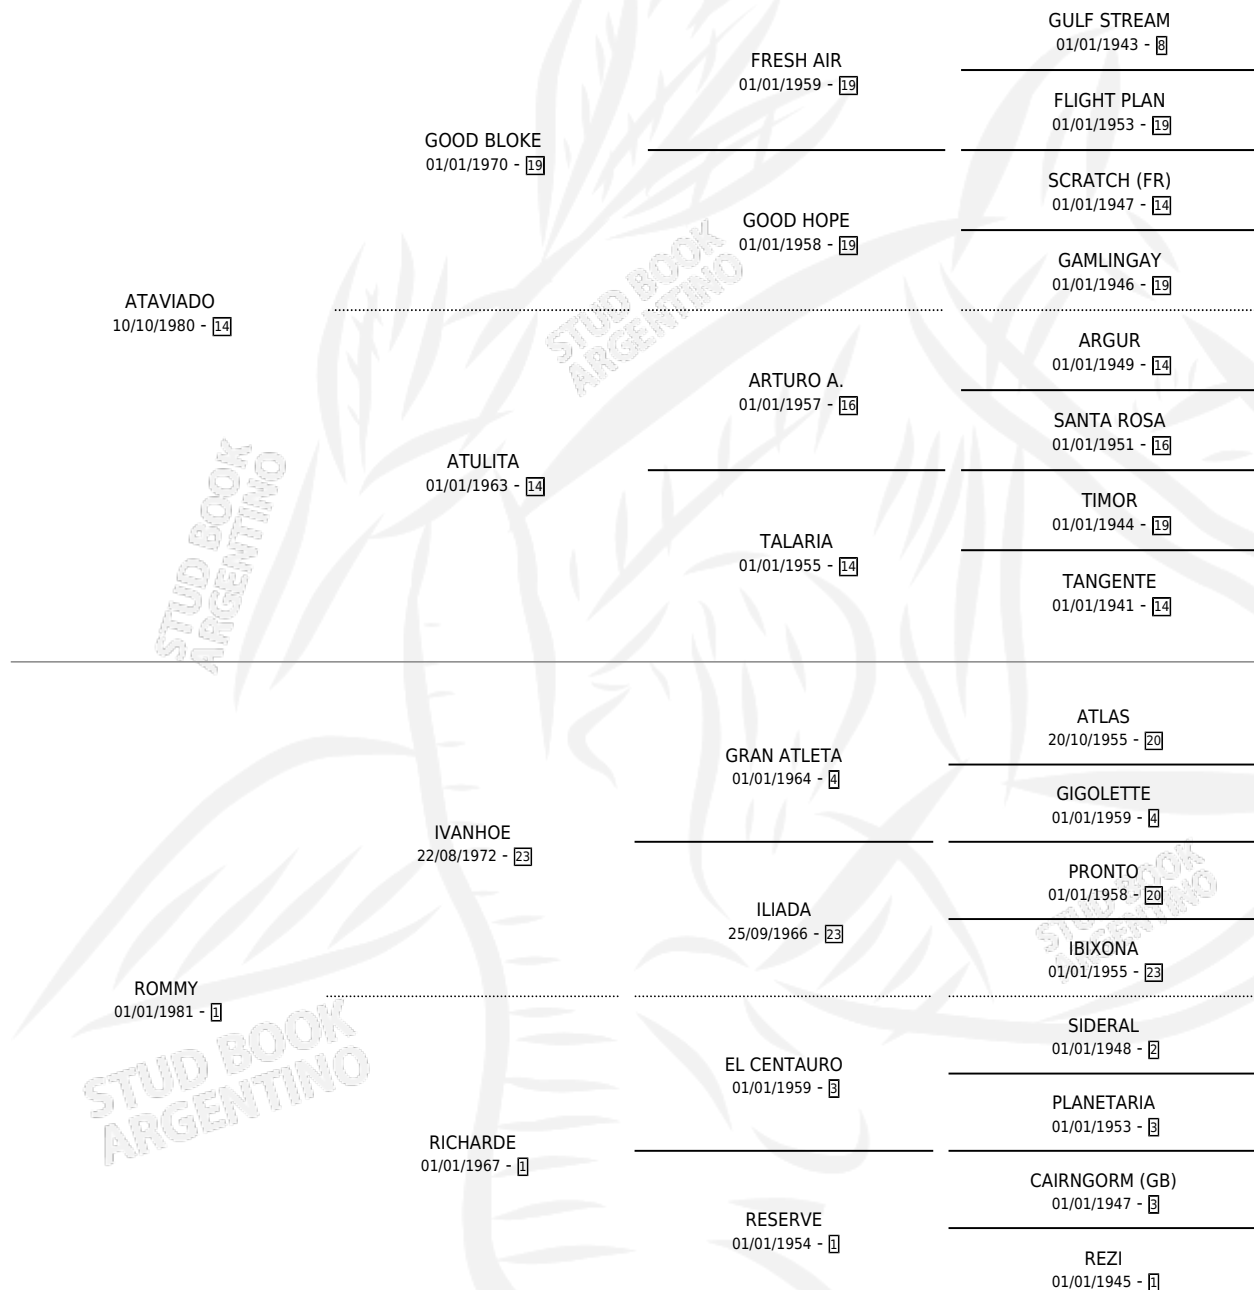 GULF STREAM
01/01/1943 - 8
FRESH AIR
01/01/1959 - 19
FLIGHT PLAN
01/01/1953 - 19
GOOD BLOKE
01/01/1970 - 19
SCRATCH (FR)
01/01/1947 - 14
GOOD HOPE
01/01/1958 - 19
GAMLINGAY
01/01/1946 - 19
ATAVIADO
10/10/1980 - 14
STUD BOOK
ARGENTINO
ARGUR
01/01/1949 - 14
ARTURO A.
01/01/1957 - 16
SANTA ROSA
01/01/1951 - 16
ATULITA
01/01/1963 - 14
TIMOR
01/01/1944 - 19
TALARIA
01/01/1955 - 14
TANGENTE
01/01/1941 - 14
STUD BOOK
ARGENTINO
ATLAS
20/10/1955 - 20
GRAN ATLETA
01/01/1964 - 4
GIGOLETTE
01/01/1959 - 4
IVANHOE
22/08/1972 - 23
PRONTO
01/01/1958 - 20
ILIADA
25/09/1966 - 23
IBIXONA
01/01/1955 - 23
STUD BOOK
ARGENTINO
ROMMY
01/01/1981 - 1
SIDERAL
01/01/1948 - 2
EL CENTAURO
01/01/1959 - 3
PLANETARIA
01/01/1953 - 3
STUD BOOK
ARGENTINO
RICHARDE
01/01/1967 - 1
CAIRNGORM (GB)
01/01/1947 - 3
RESERVE
01/01/1954 - 1
REZI
01/01/1945 - 1